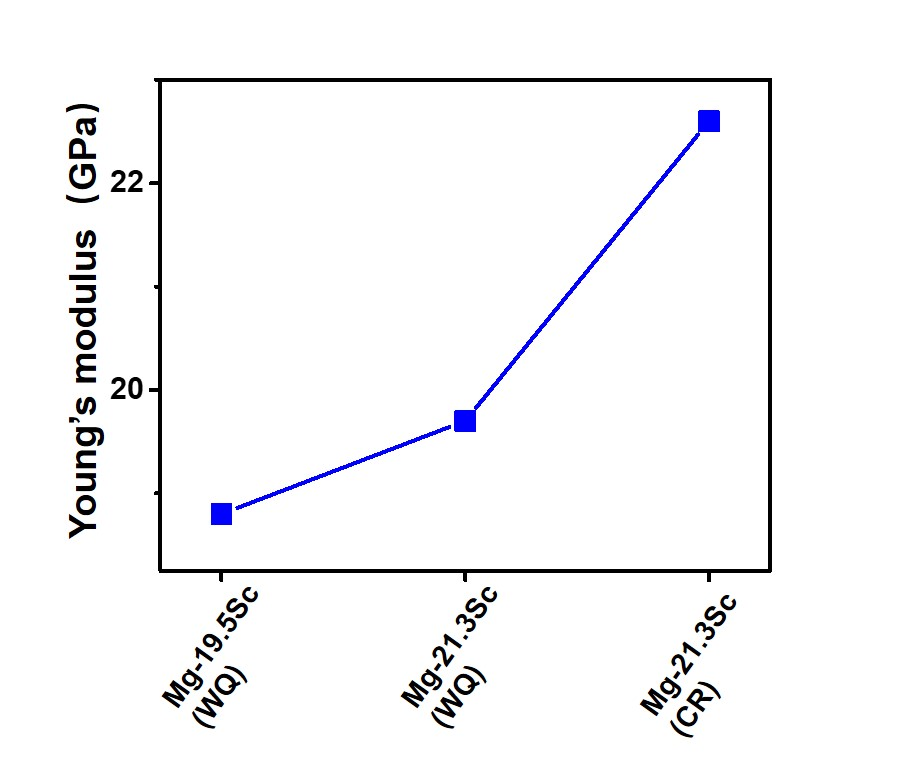 Young’s modulus (GPa)
22
20
Mg-19.5Sc
(WQ)
Mg-21.3Sc
(WQ)
Mg-21.3Sc
(CR)